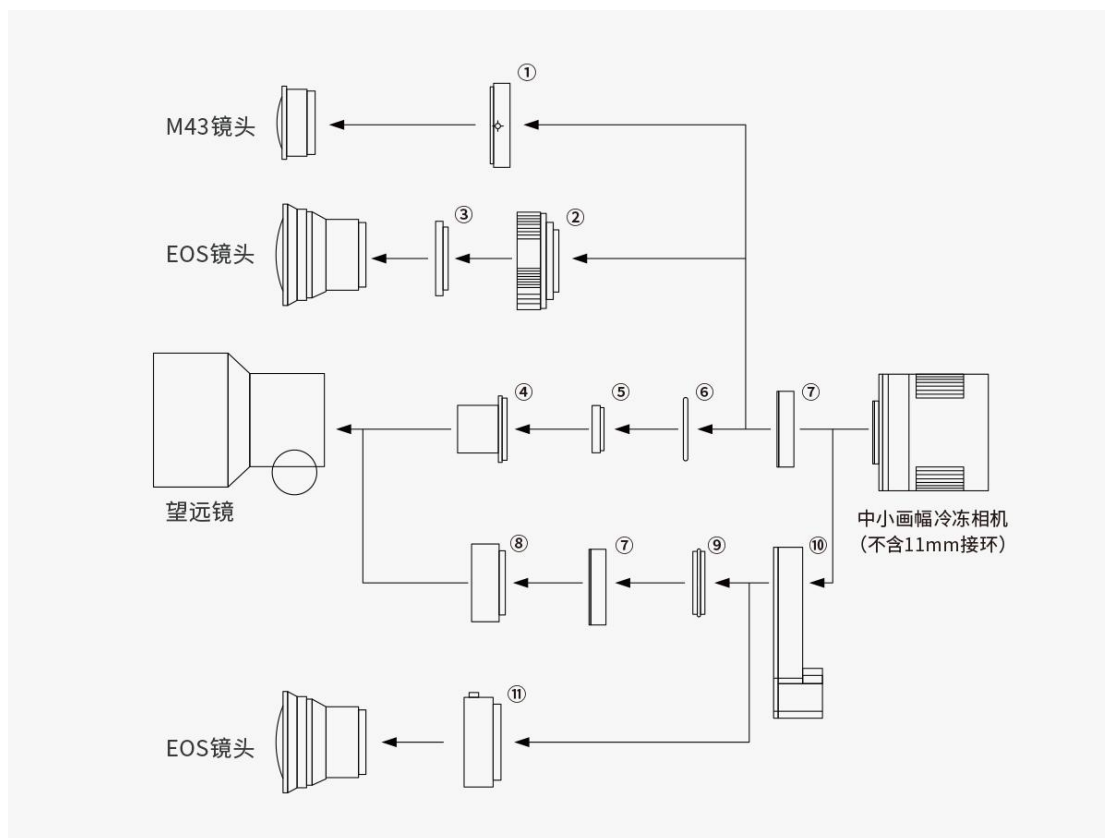 ①
M43镜头
③
②
EOS镜头
④
⑤
⑥
⑦
望远镜
中小画幅冷冻相机
（不含11mm接环）
⑧
⑦
⑨
⑩
⑪
EOS镜头